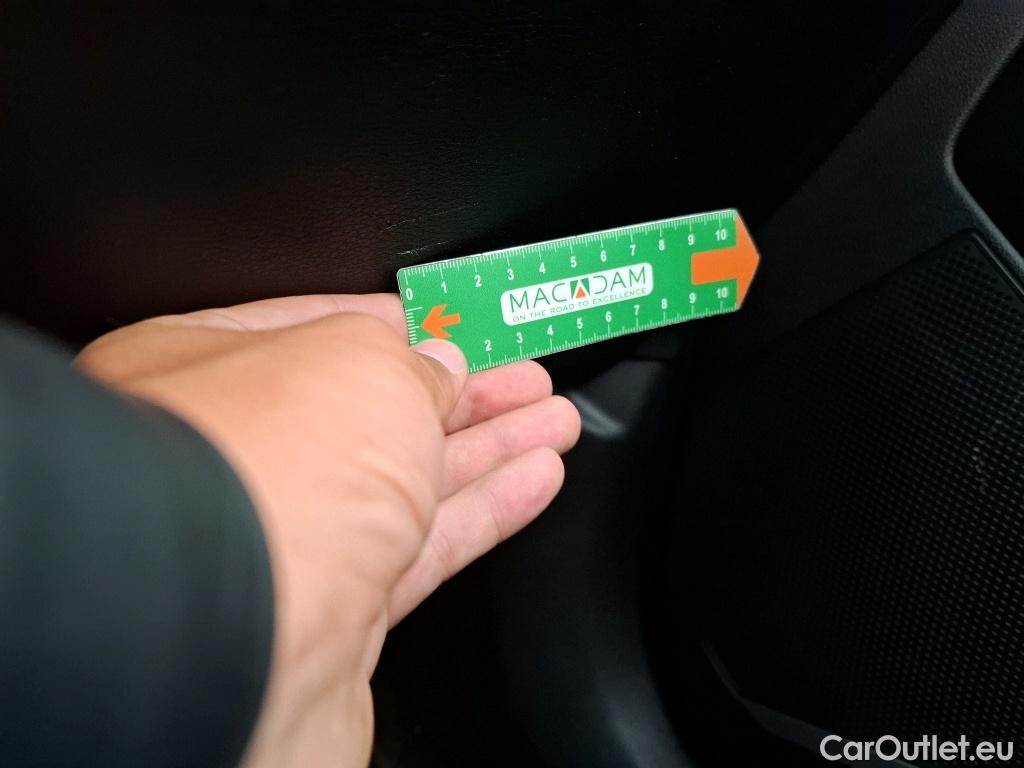 0 1 2 3 4 5 6 7 8 9 10
MACADAM
ON THE ROAD TO EXCELLENCE
2 3 4 5 6 7 8 9 10
CarOutlet.eu